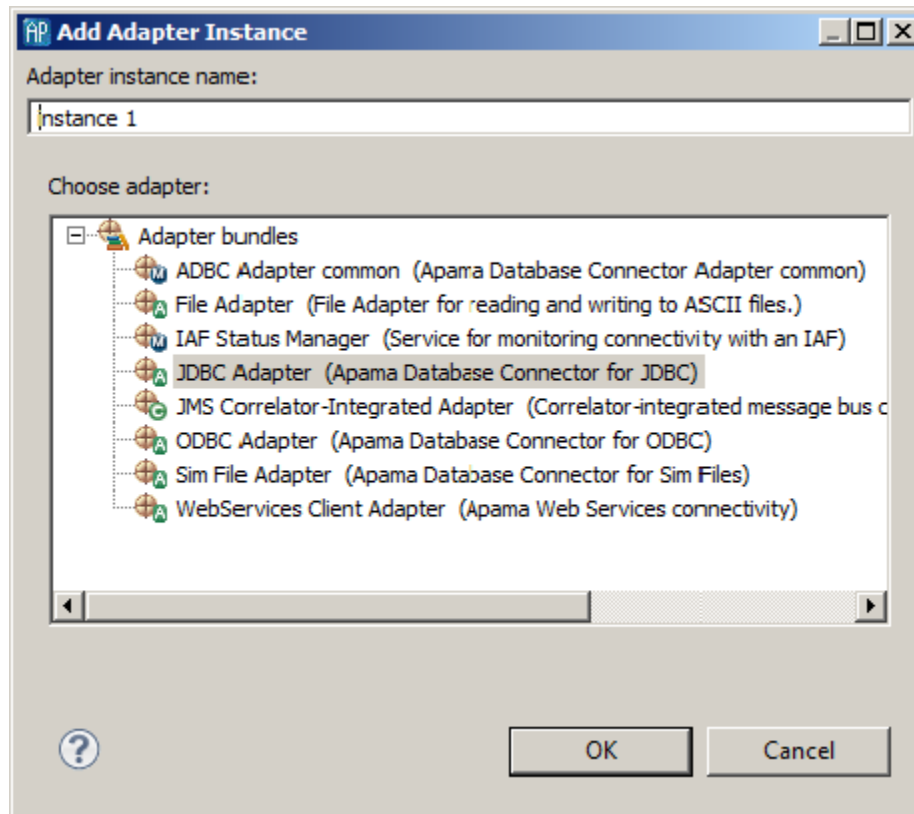 AP Add Adapter Instance
Adapter instance name:
instance 1
Choose adapter:
Adapter bundles
ADBC Adapter common (Apama Database Connector Adapter common)
File Adapter (File Adapter for reading and writing to ASCII files.)
IAF Status Manager (Service for monitoring connectivity with an IAF)
JDBC Adapter (Apama Database Connector for JDBC)
JMS Correlator-Integrated Adapter (Correlator-integrated message bus c
ODBC Adapter (Apama Database Connector for ODBC)
Sim File Adapter (Apama Database Connector for Sim Files)
WebServices Client Adapter (Apama Web Services connectivity)
? OK Cancel